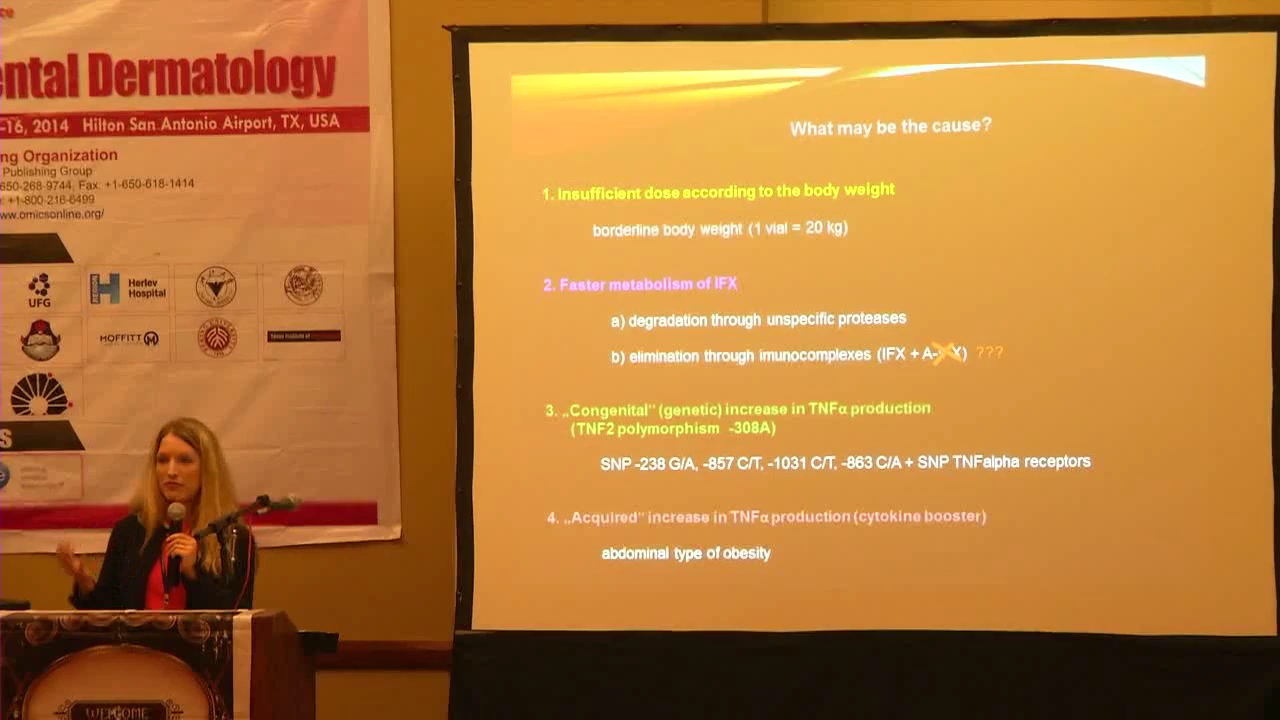 ce
ental Dermatology
-16, 2014 Hilton San Antonio Airport, TX, USA
ng Organization
Publishing Group
650-268-9744, Fax: +1-650-618-1414
: +1-800-216-6499
www.omicsonline.org/
UFG
REGION
Herlev
Hospital
MOFFITT
S
WELCOME
What may be the cause?
1. Insufficient dose according to the body weight
borderline body weight (1 vial = 20 kg)
2. Faster metabolism of IFX
a) degradation through unspecific proteases
b) elimination through imunocomplexes (IFX + A-IFX) ???
3. „Congenital“ (genetic) increase in TNFα production
(TNF2 polymorphism -308A)
SNP -238 G/A, -857 C/T, -1031 C/T, -863 C/A + SNP TNFalpha receptors
4. „Acquired“ increase in TNFα production (cytokine booster)
abdominal type of obesity